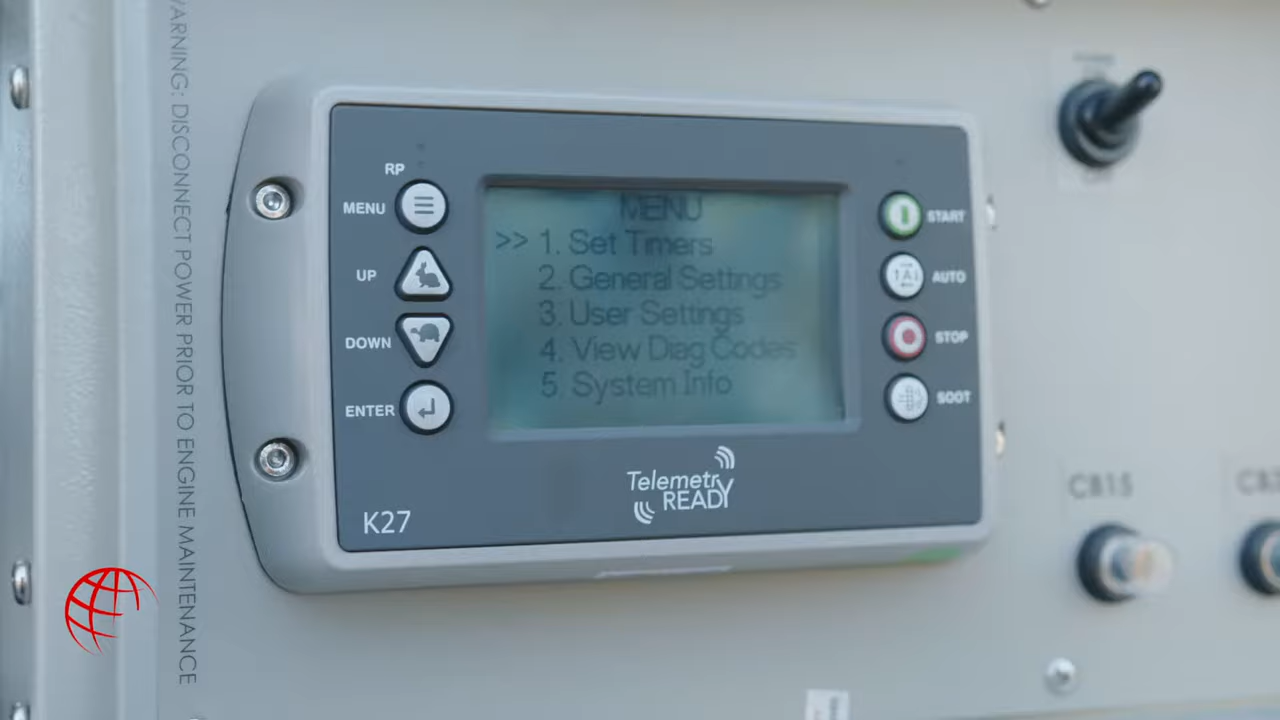 WARNING: DISCONNECT POWER PRIOR TO ENGINE MAINTENANCE
RP
MENU
UP
DOWN
ENTER
MENU
>> 1. Set Timers
2. General Settings
3. User Settings
4. View Diag Codes
5. System Info
START
AUTO
STOP
SOOT
Telemetry
READY
K27
CB15